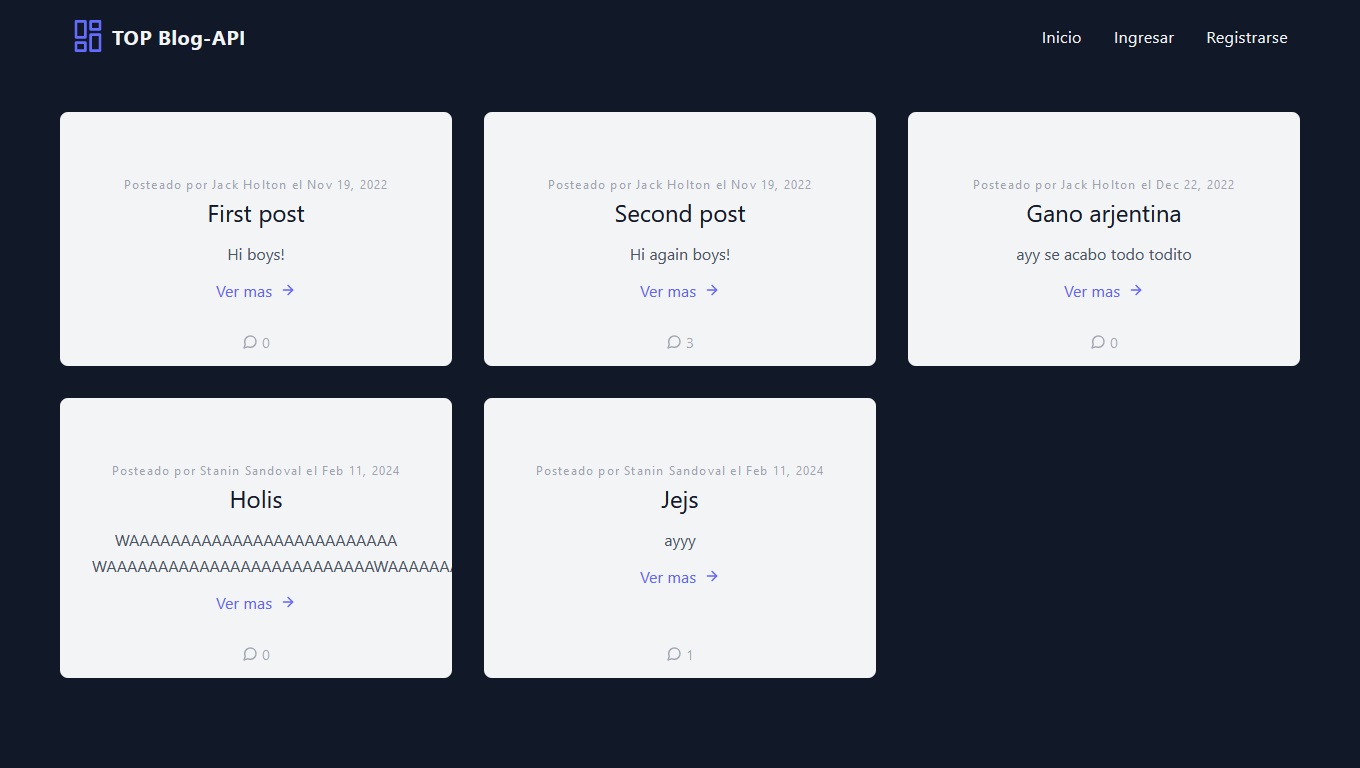 TOP Blog-API
Inicio
Ingresar
Registrarse
Posteado por Jack Holton el Nov 19, 2022
First post
Hi boys!
Ver mas
0
Posteado por Jack Holton el Nov 19, 2022
Second post
Hi again boys!
Ver mas
3
Posteado por Jack Holton el Dec 22, 2022
Gano arjentina
ayy se acabo todo todito
Ver mas
0
Posteado por Stanin Sandoval el Feb 11, 2024
Holis
WAAAAAAAAAAAAAAAAAAAAAAAAAA
WAAAAAAAAAAAAAAAAAAAAAAAAAAWAAAAAAA
Ver mas
0
Posteado por Stanin Sandoval el Feb 11, 2024
Jejs
ayyy
Ver mas
1